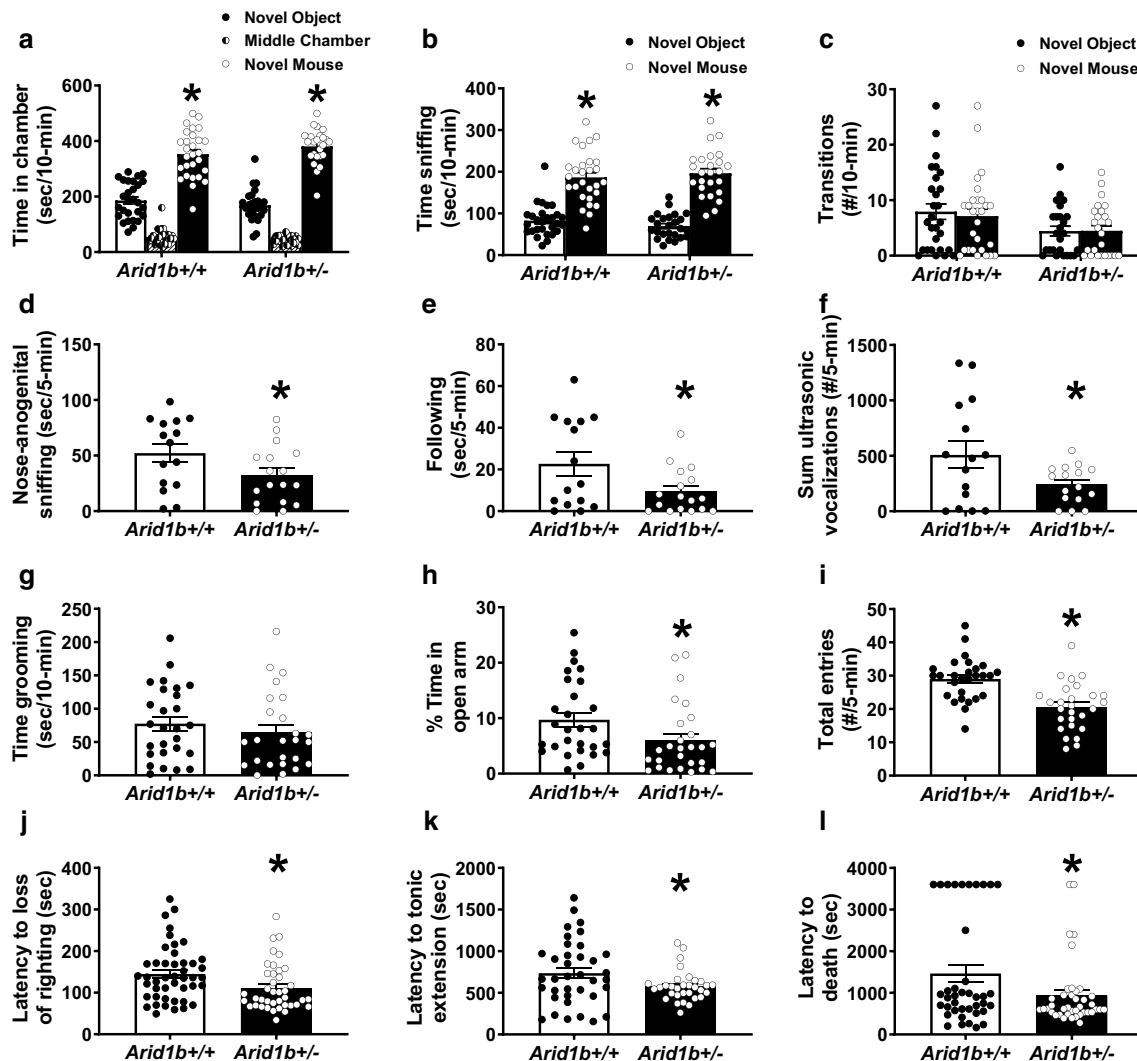 a
● Novel Object
◐ Middle Chamber
○ Novel Mouse
Time in chamber
(sec/10-min)
600
400
200
0
*
*
Arid1b+/+
Arid1b+/-
b
● Novel Object
○ Novel Mouse
Time sniffing
(sec/10-min)
400
300
200
100
0
*
*
Arid1b+/+
Arid1b+/-
c
● Novel Object
○ Novel Mouse
Transitions
(#/10-min)
30
20
10
0
Arid1b+/+
Arid1b+/-
d
Nose-anogenital
sniffing (sec/5-min)
150
100
50
0
*
Arid1b+/+
Arid1b+/-
e
Following
(sec/5-min)
80
60
40
20
0
*
Arid1b+/+
Arid1b+/-
f
Sum ultrasonic
vocalizations (#/5-min)
1500
1000
500
0
*
Arid1b+/+
Arid1b+/-
g
Time grooming
(sec/10-min)
250
200
150
100
50
0
Arid1b+/+
Arid1b+/-
h
% Time in
open arm
30
20
10
0
*
Arid1b+/+
Arid1b+/-
i
Total entries
(#/5-min)
50
40
30
20
10
0
*
Arid1b+/+
Arid1b+/-
j
Latency to loss
of righting (sec)
400
300
200
100
0
*
Arid1b+/+
Arid1b+/-
k
Latency to tonic
extension (sec)
2000
1500
1000
500
0
*
Arid1b+/+
Arid1b+/-
l
Latency to
death (sec)
4000
3000
2000
1000
0
*
Arid1b+/+
Arid1b+/-